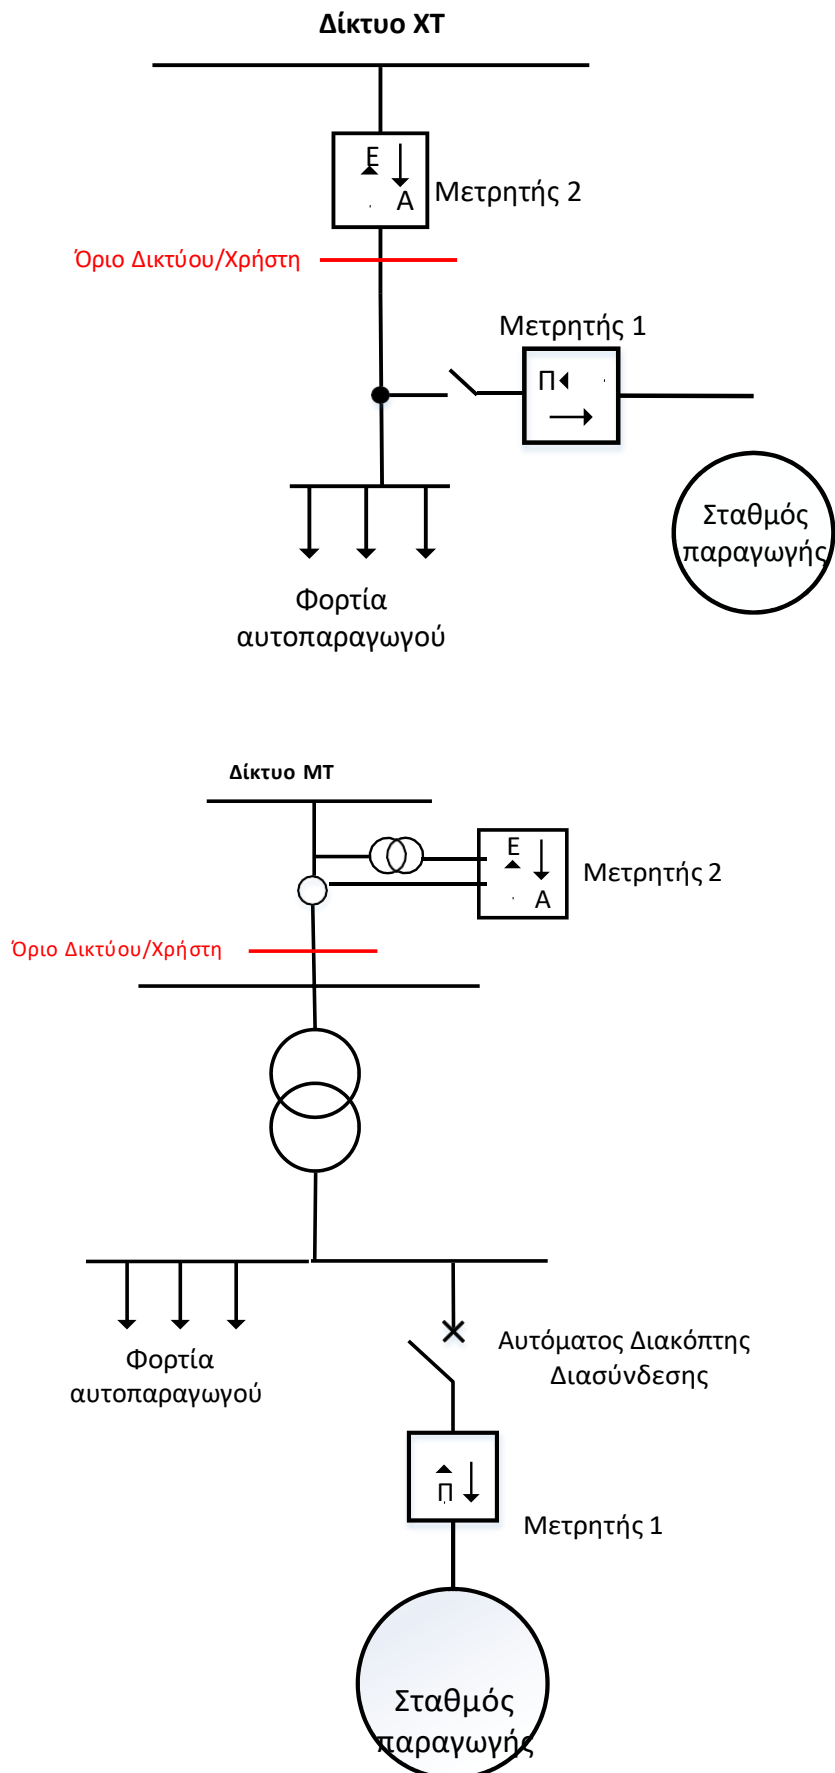 Δίκτυο ΧΤ
Ε
Α
Μετρητής 2
Όριο Δικτύου/Χρήστη
Μετρητής 1
Π
Σταθμός
παραγωγής
Φορτία
αυτοπαραγωγού
Δίκτυο ΜΤ
Ε
Α
Μετρητής 2
Όριο Δικτύου/Χρήστη
Φορτία
αυτοπαραγωγού
Αυτόματος Διακόπτης
Διασύνδεσης
Π
Μετρητής 1
Σταθμός
παραγωγής